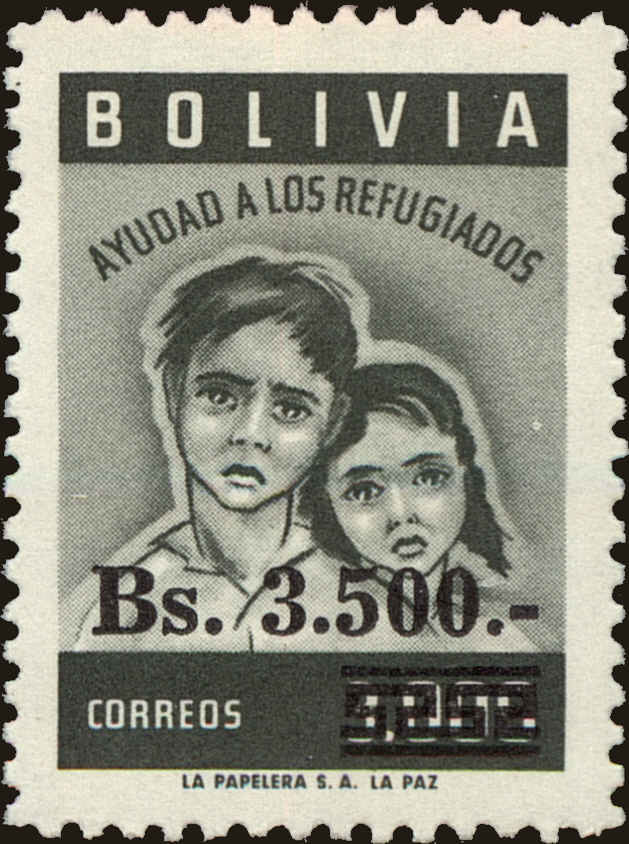 BOLIVIA
AYUDAD A LOS REFUGIADOS
Bs. 3.500.-
CORREOS
LA PAPELERA S. A. LA PAZ